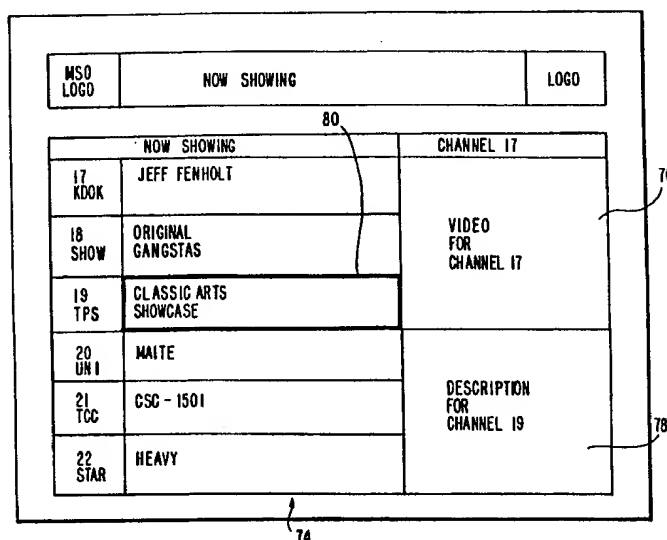 MSO
LOGO
NOW SHOWING
LOGO
80
NOW SHOWING
CHANNEL 17
17
KDOK
JEFF FENHOLT
18
SHOW
ORIGINAL
GANGSTAS
19
TPS
CLASSIC ARTS
SHOWCASE
20
UNI
MAITE
21
TCC
CSC - 1501
22
STAR
HEAVY
VIDEO
FOR
CHANNEL 17
DESCRIPTION
FOR
CHANNEL 19
78
74